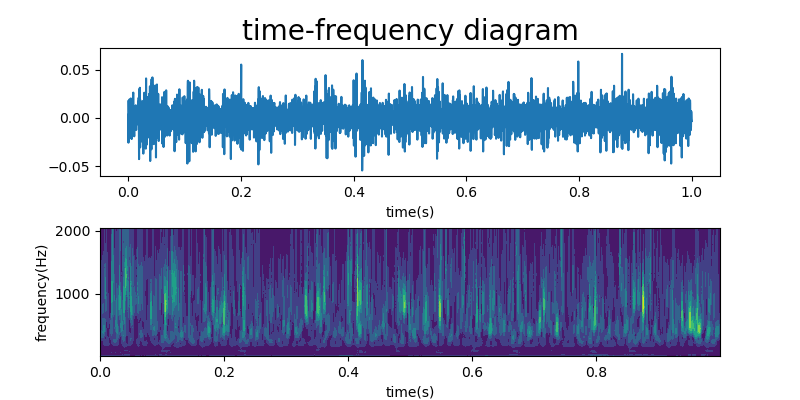 time-frequency diagram
0.05
0.00
−0.05
0.0 0.2 0.4 0.6 0.8 1.0
time(s)
frequency(Hz)
2000
1000
0.0 0.2 0.4 0.6 0.8
time(s)